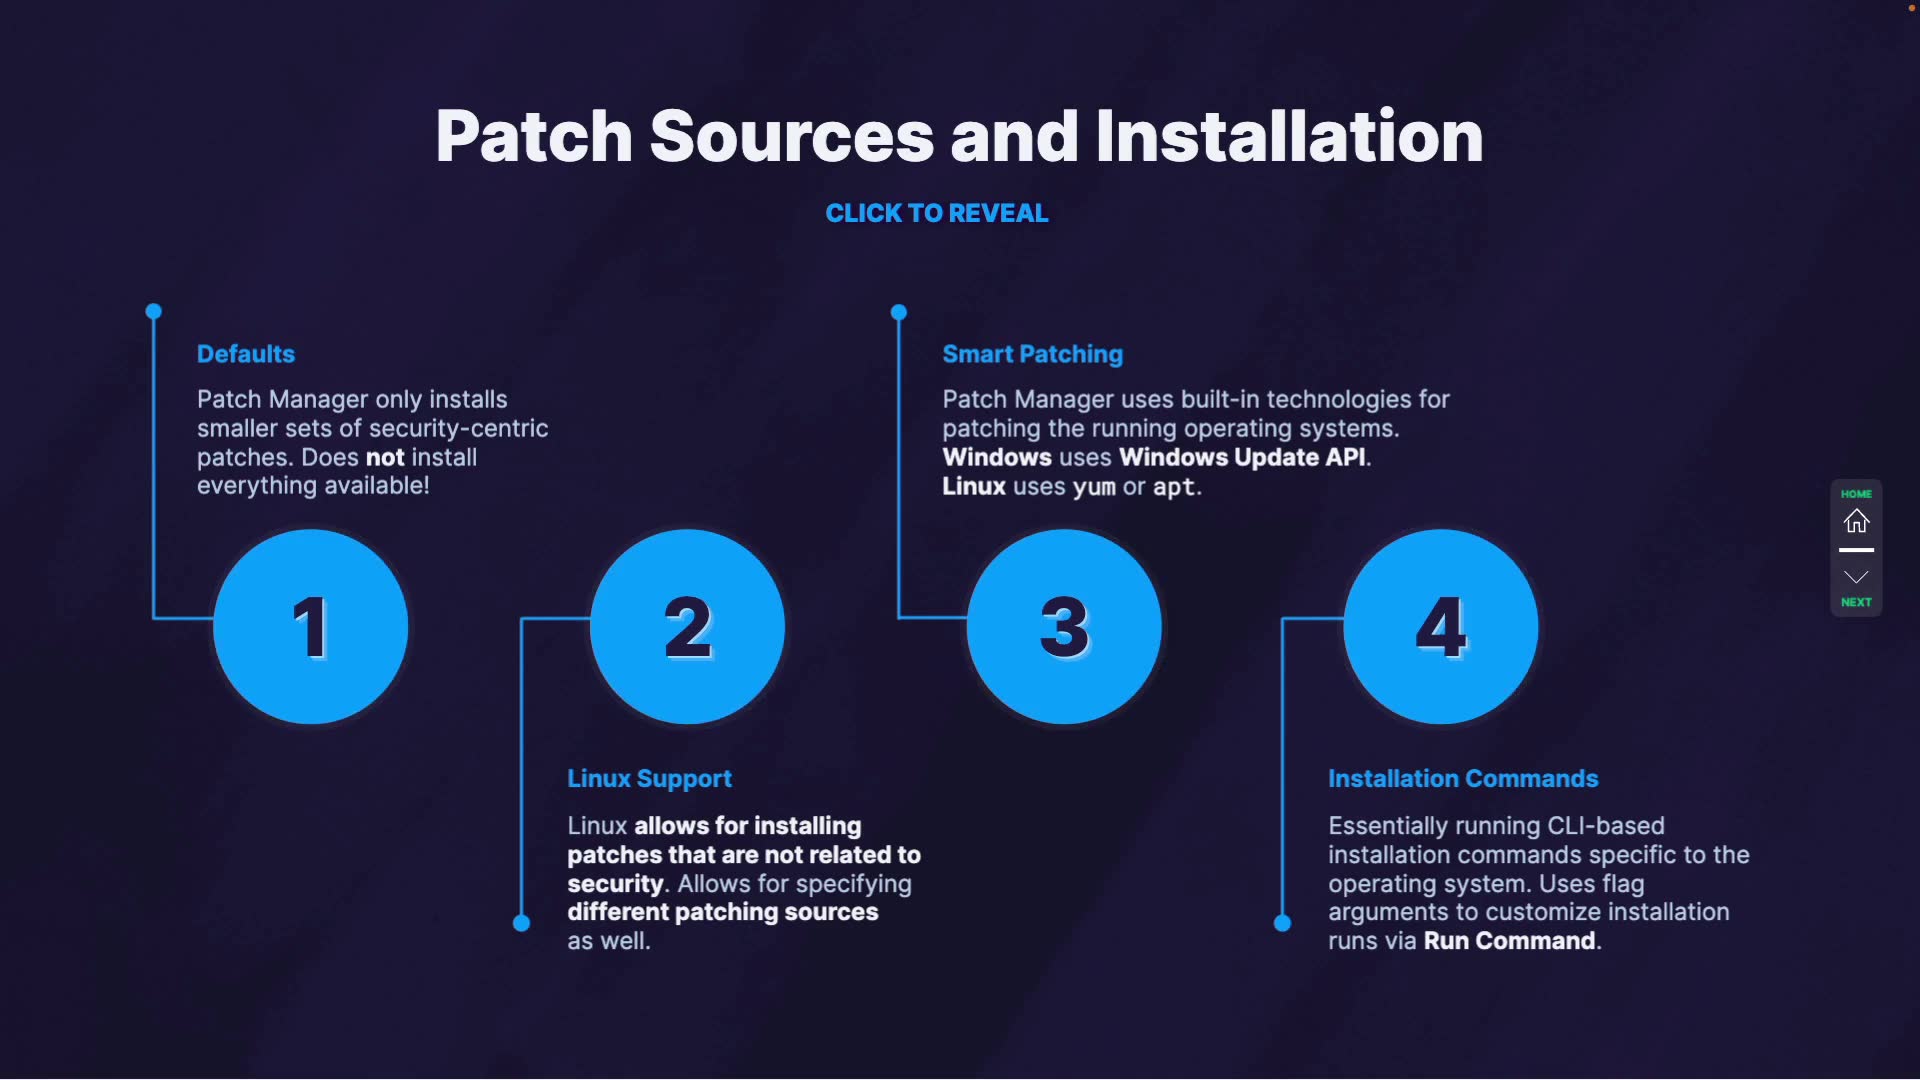 Patch Sources and Installation
CLICK TO REVEAL
Defaults
Patch Manager only installs
smaller sets of security-centric
patches. Does not install
everything available!
Smart Patching
Patch Manager uses built-in technologies for
patching the running operating systems.
Windows uses Windows Update API.
Linux uses yum or apt.
HOME
NEXT
1
2
3
4
Linux Support
Linux allows for installing
patches that are not related to
security. Allows for specifying
different patching sources
as well.
Installation Commands
Essentially running CLI-based
installation commands specific to the
operating system. Uses flag
arguments to customize installation
runs via Run Command.